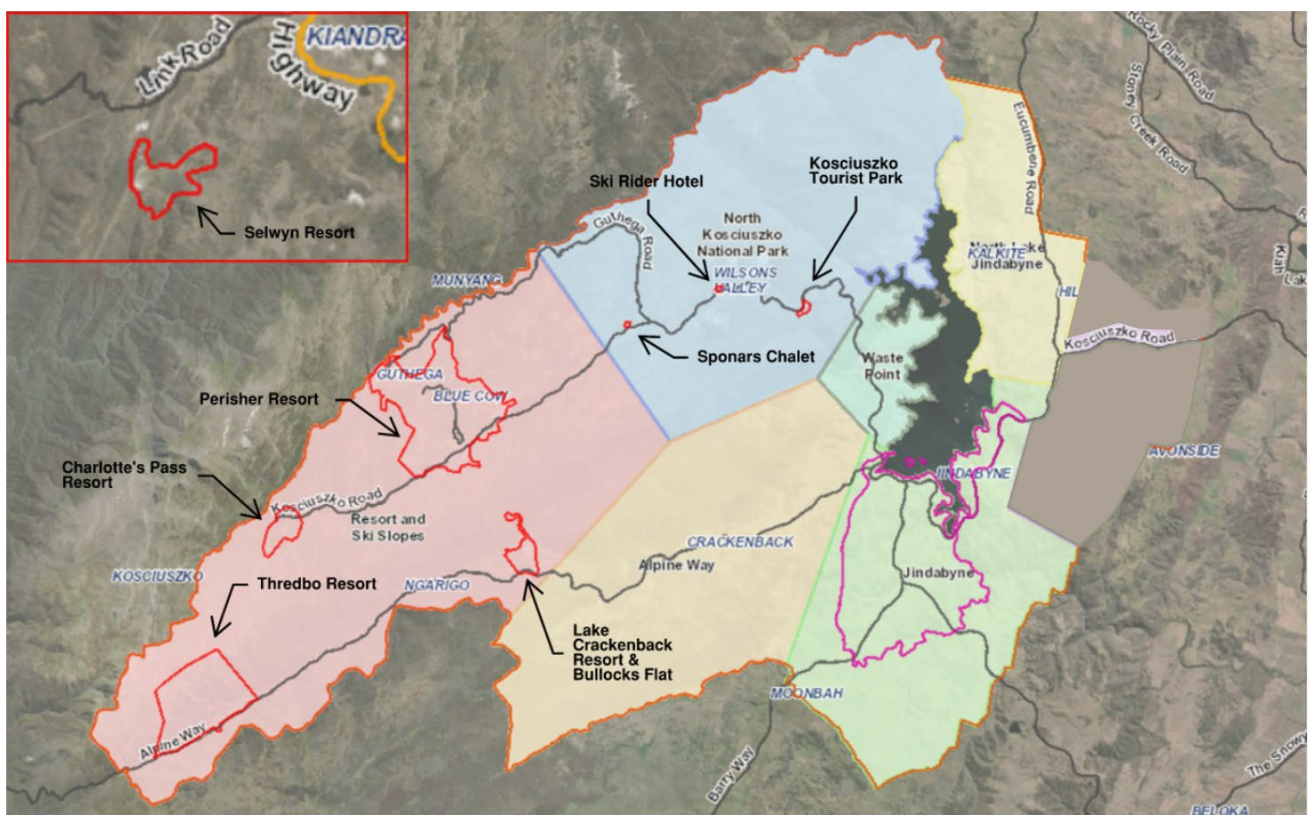 Link Road
KIANDRA
Highway
Selwyn Resort
Rocky Plain Road
Stoney Creek Road
Eucumbene Road
Kosciuszko
Tourist Park
Ski Rider Hotel
Guthega Road
North
Kosciuszko
National Park
WILSONS
VALLEY
North Lake
Jindabyne
KALKITE
HIL
MUNYANG
Kosciuszko Road
Sponars Chalet
Waste
Point
GUTHEGA
BLUE COW
Perisher Resort
AVONSIDE
Charlotte's Pass
Resort
JINDABYNE
Kosciuszko Road
Resort and
Ski Slopes
CRACKENBACK
Alpine Way
Jindabyne
KOSCIUSZKO
Thredbo Resort
NGARIGO
Lake
Crackenback
Resort &
Bullocks Flat
MOONBAH
Alpine Way
Barry Way
The Snowy
BELOKA